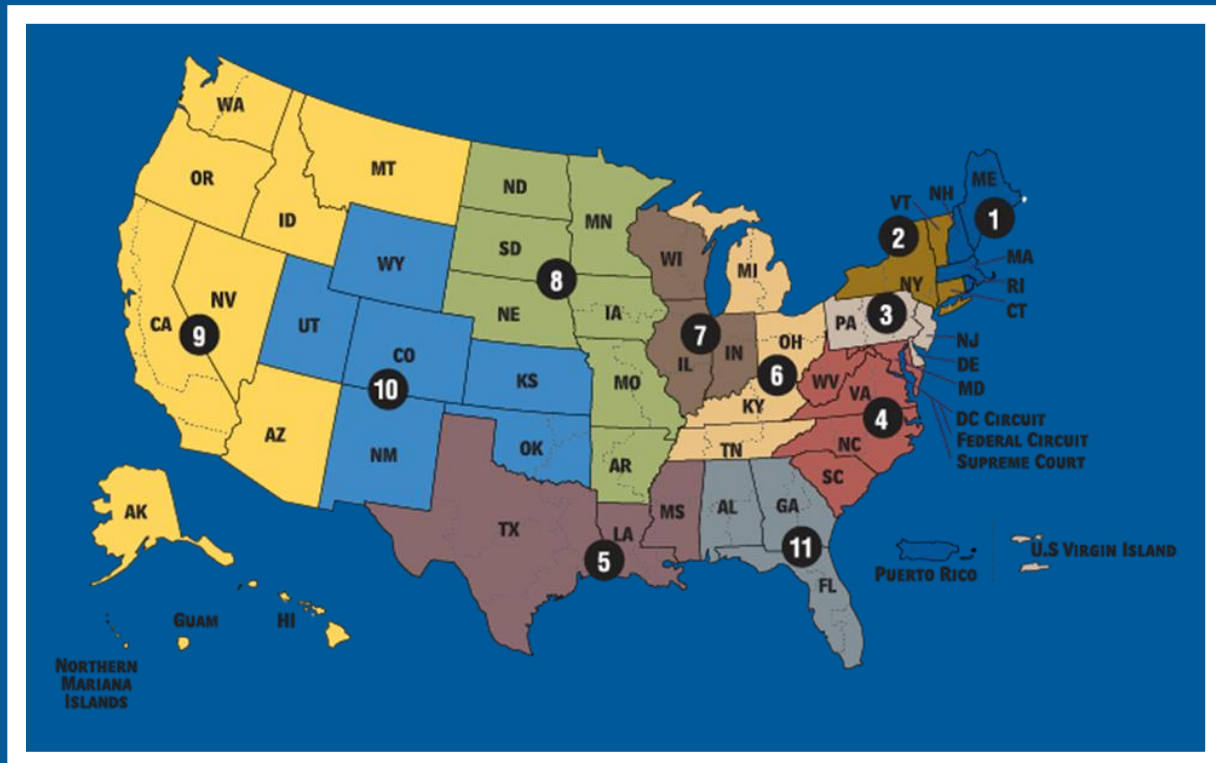 WA
MT
ND
OR
MN
ID
SD
WI
MI
WY
VT
NH
ME
1
2
MA
NY
RI
CT
8
NV
NE
IA
CA
9
UT
7
3
PA
OH
NJ
IL
IN
CO
DE
10
KS
MO
6
WV
VA
MD
KY
4
DC CIRCUIT
FEDERAL CIRCUIT
SUPREME COURT
AZ
NM
OK
TN
NC
AR
SC
AK
TX
LA
MS
AL
GA
5
11
FL
PUERTO RICO
U.S VIRGIN ISLAND
GUAM
HI
NORTHERN
MARIANA
ISLANDS